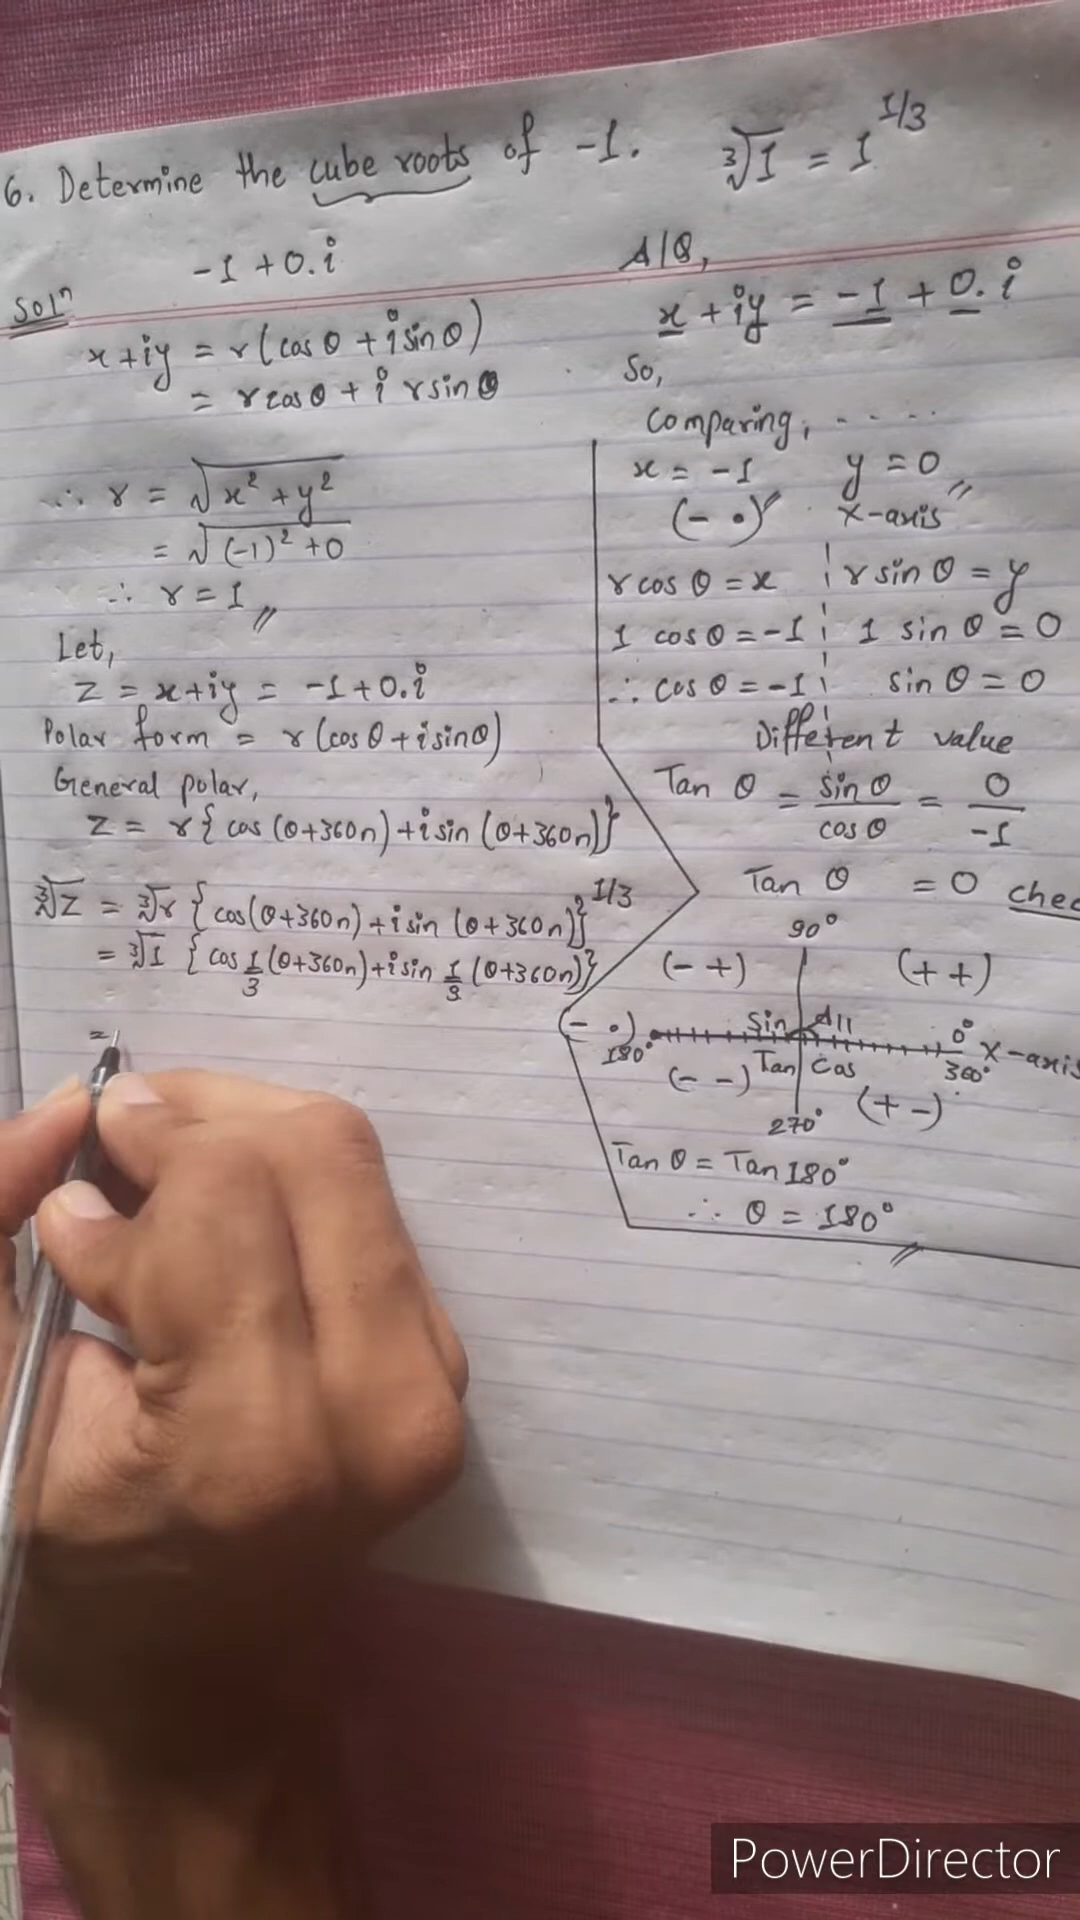 6. Determine the cube roots of -1.
∛1 = 1^1/3
Solⁿ
-1 + 0.i
x+iy = r(cos θ + i sin θ)
= r cos θ + i r sin θ
∴ r = √x² + y²
= √(-1)² + 0
∴ r = 1 //
Let,
Z = x+iy = -1 + 0.i
Polar form = r (cos θ + i sin θ)
General polar,
Z = r { cos (θ+360n) + i sin (θ+360n)}
∛Z = ∛r { cos(θ+360n) + i sin (θ+360n)}^1/3
= ∛1 { cos 1/3 (θ+360n) + i sin 1/3 (θ+360n)}
=
A/Q,
x + iy = -1 + 0.i
So,
Comparing, - - - - -
x = -1 y = 0 //
(- •) X-axis
r cos θ = x r sin θ = y
1 cos θ = -1 1 sin θ = 0
∴ cos θ = -1 sin θ = 0
Different value
Tan θ = sin θ / cos θ = 0 / -1
Tan θ = 0
90°
(- +) (+ +)
(- •) Sin All 0° X-axis
180° Tan Cos 360°
(- -) (+ -)
270°
Tan θ = Tan 180°
∴ θ = 180° //
PowerDirector